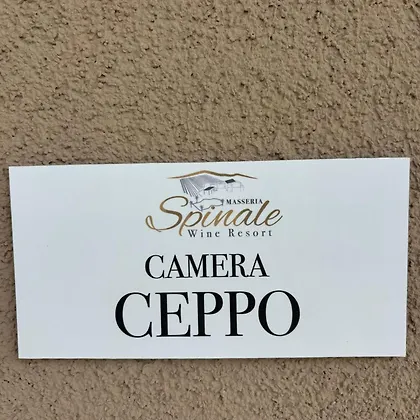 MASSERIA
Spinale
Wine Resort
CAMERA
CEPPO